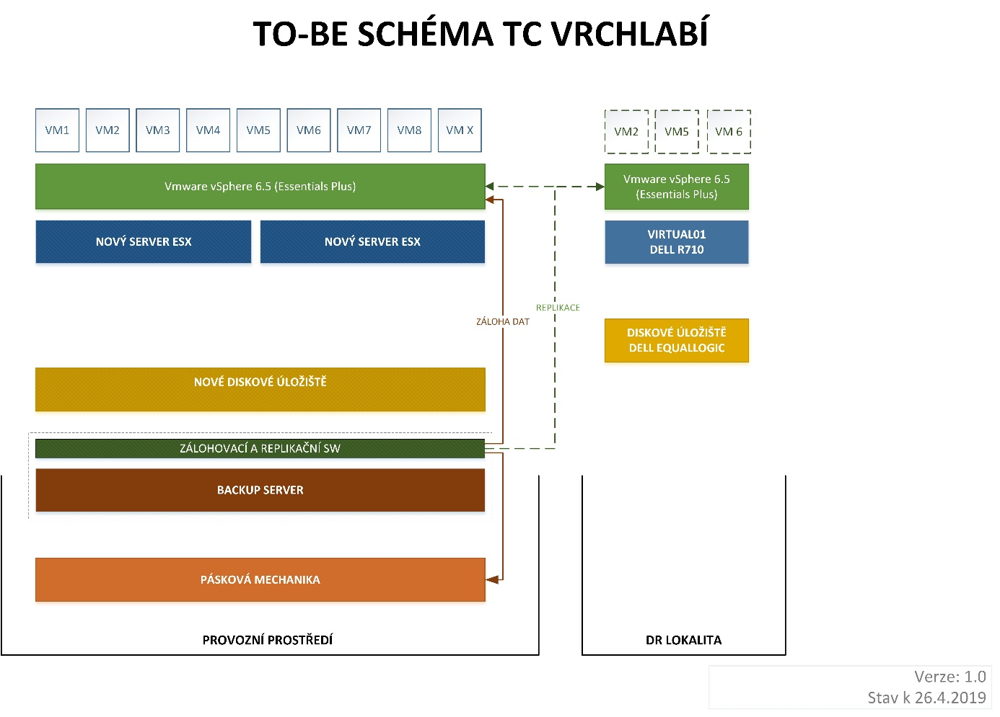 TO-BE SCHÉMA TC VRCHLABÍ
VM1 VM2 VM3 VM4 VM5 VM6 VM7 VM8 VM X
VM2 VM5 VM 6
Vmware vSphere 6.5 (Essentials Plus)
Vmware vSphere 6.5
(Essentials Plus)
NOVÝ SERVER ESX NOVÝ SERVER ESX
VIRTUAL01
DELL R710
REPLIKACE
ZÁLOHA DAT
DISKOVÉ ÚLOŽIŠTĚ
DELL EQUALLOGIC
NOVÉ DISKOVÉ ÚLOŽIŠTĚ
ZÁLOHOVACÍ A REPLIKAČNÍ SW
BACKUP SERVER
PÁSKOVÁ MECHANIKA
PROVOZNÍ PROSTŘEDÍ
DR LOKALITA
Verze: 1.0
Stav k 26.4.2019